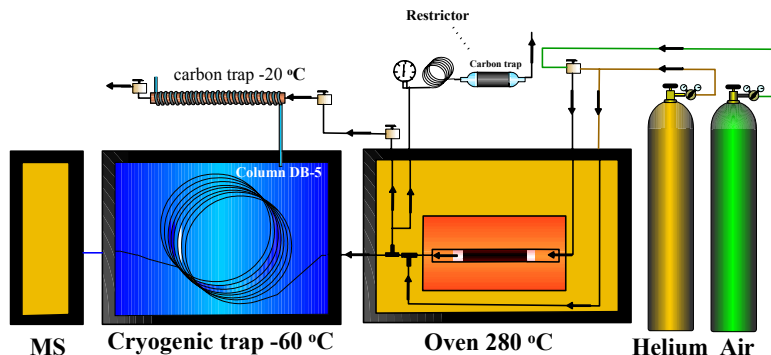 Restrictor
Carbon trap
carbon trap -20 ºC
Column DB-5
MS
Cryogenic trap -60 ºC
Oven 280 ºC
Helium
Air